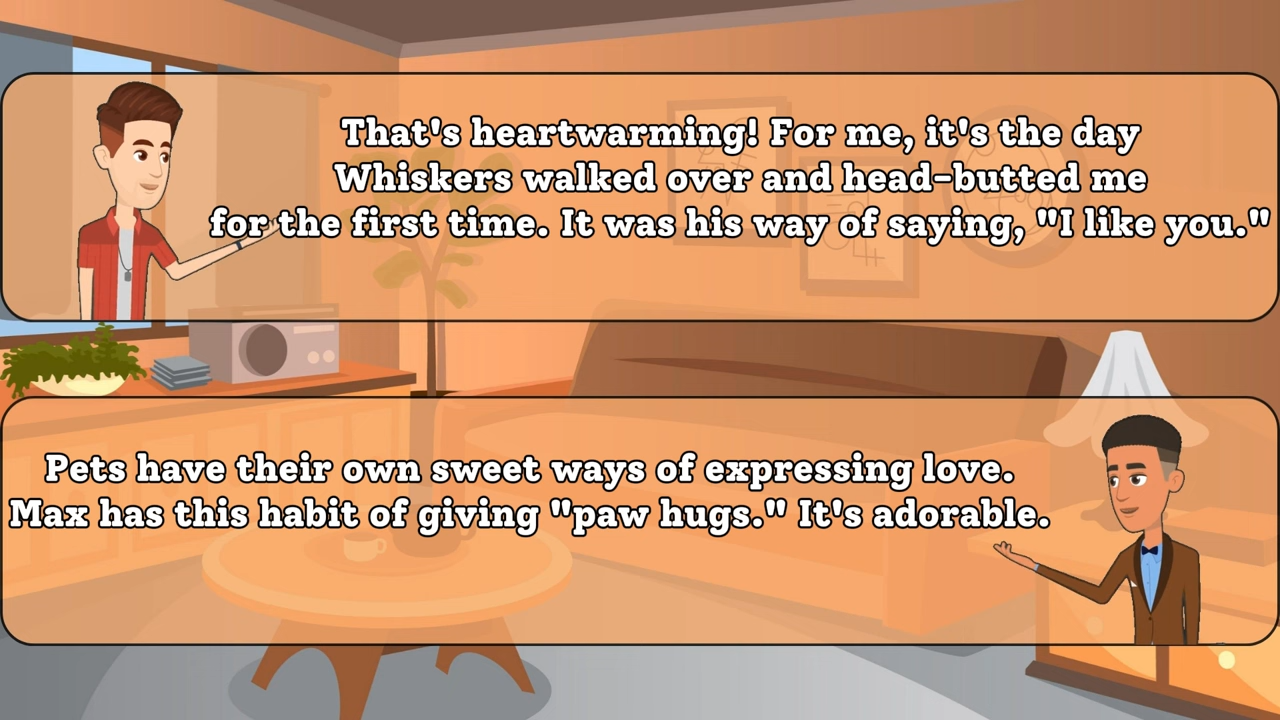 That's heartwarming! For me, it's the day
Whiskers walked over and head-butted me
for the first time. It was his way of saying, "I like you."
Pets have their own sweet ways of expressing love.
Max has this habit of giving "paw hugs." It's adorable.